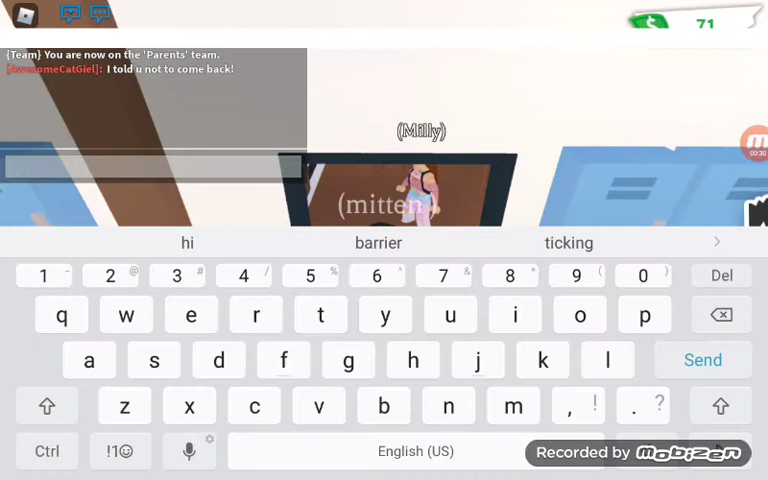 71
{Team} You are now on the 'Parents' team.
[AwesomeCatGiel]: I told u not to come back!
(Milly)
(mitten
00:30
hi barrier ticking
1 - 2 @ 3 # 4 / 5 % 6 ^ 7 & 8 * 9 ( 0 ) Del
q w e r t y u i o p
a s d f g h j k l Send
z x c v b n m , ! . ?
Ctrl !1☺ English (US)
Recorded by mobizen